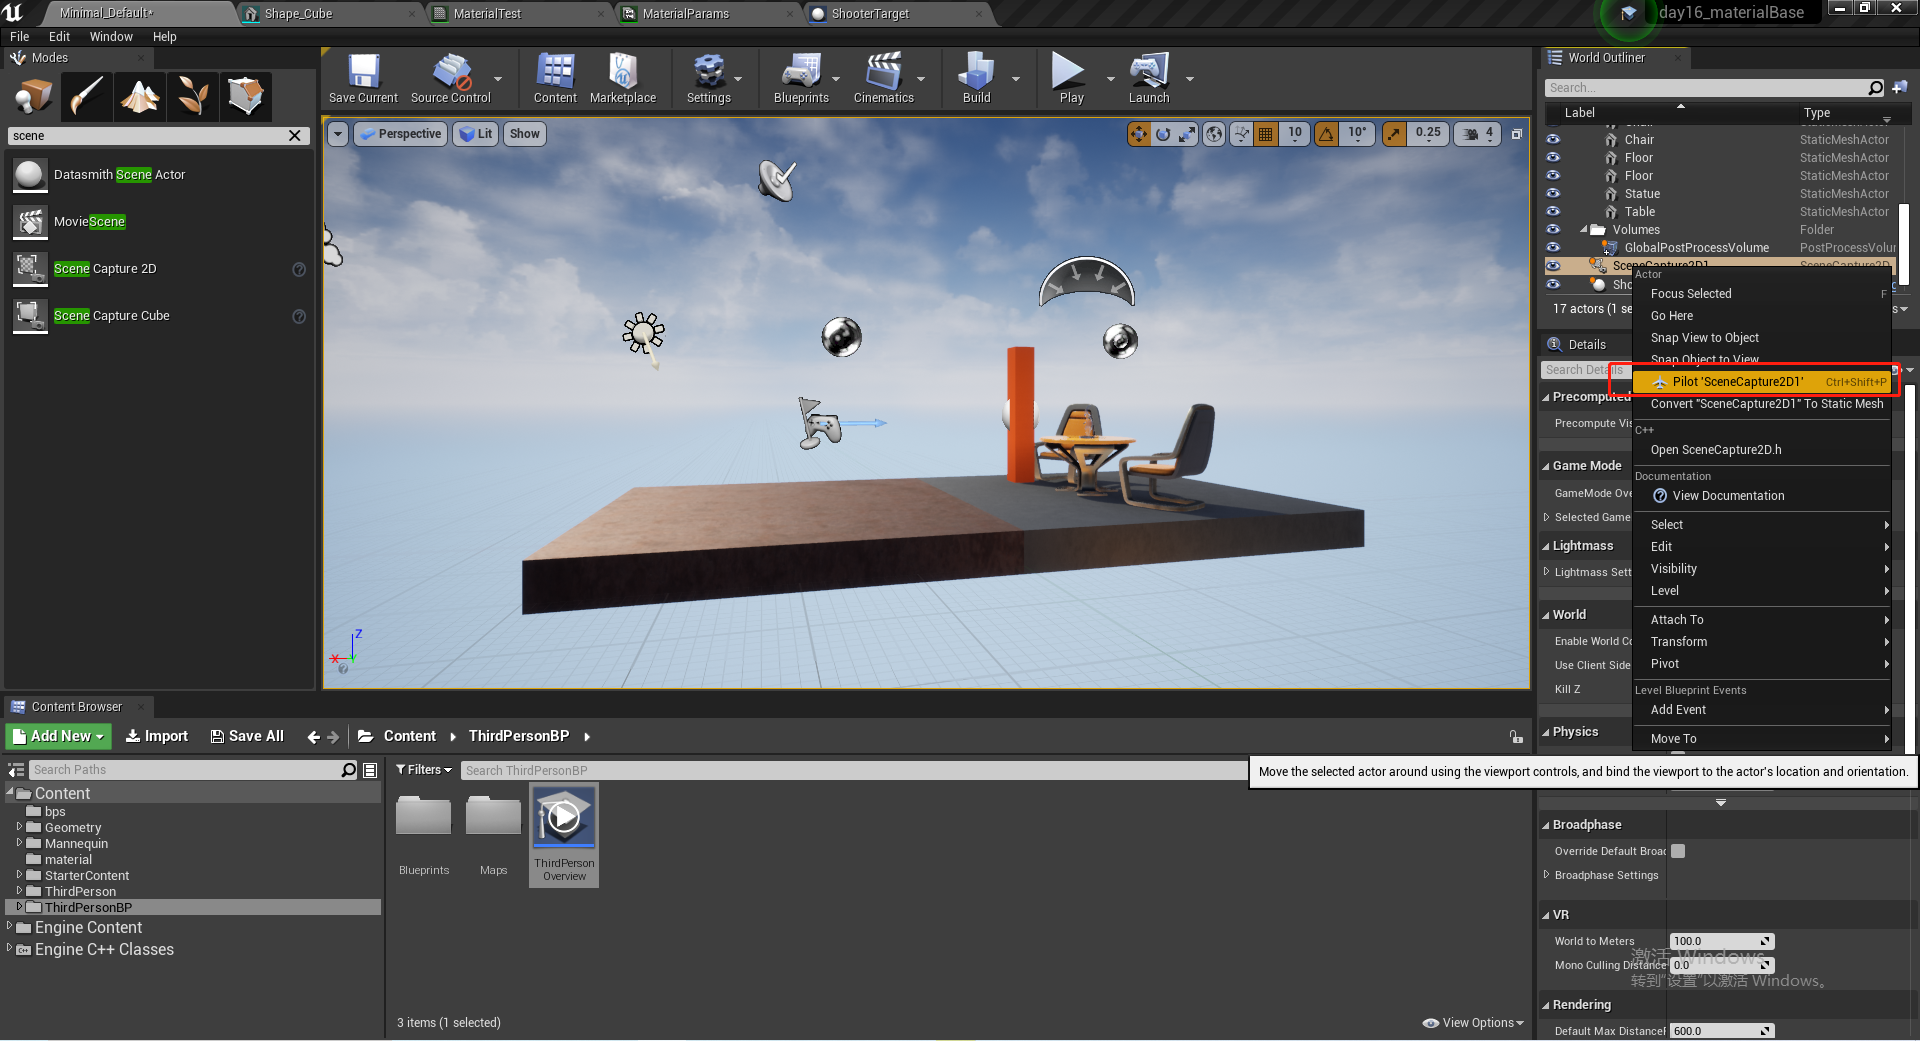 Minimal_Default*
Shape_Cube
MaterialTest
MaterialParams
ShooterTarget
day16_materialBase
File
Edit
Window
Help
Modes
scene
Datasmith Scene Actor
MovieScene
Scene Capture 2D
Scene Capture Cube
Save Current
Source Control
Content
Marketplace
Settings
Blueprints
Cinematics
Build
Play
Launch
Perspective
Lit
Show
10
10°
0.25
4
Z
X
World Outliner
Search...
Label
Type
Chair
StaticMeshActor
Floor
StaticMeshActor
Floor
StaticMeshActor
Statue
StaticMeshActor
Table
StaticMeshActor
Volumes
Folder
GlobalPostProcessVolume
PostProcessVolu
SceneCapture2D1
SceneCapture2D
Sho
17 actors (1 se
Details
Search Details
Precomputed
Precompute Vis
Game Mode
GameMode Ove
Selected Game
Lightmass
Lightmass Sett
World
Enable World Co
Use Client Side
Kill Z
Physics
Actor
Focus Selected
F
Go Here
Snap View to Object
Snap Object to View
Pilot 'SceneCapture2D1'
Ctrl+Shift+P
Convert "SceneCapture2D1" To Static Mesh
C++
Open SceneCapture2D.h
Documentation
View Documentation
Select
Edit
Visibility
Level
Attach To
Transform
Pivot
Level Blueprint Events
Add Event
Move To
Move the selected actor around using the viewport controls, and bind the viewport to the actor's location and orientation.
Broadphase
Override Default Broad
Broadphase Settings
VR
World to Meters
100.0
Mono Culling Distance
0.0
激活 Windows
转到"设置"以激活 Windows。
Rendering
Default Max DistanceF
600.0
Content Browser
Add New
Import
Save All
Content
ThirdPersonBP
Search Paths
Filters
Search ThirdPersonBP
Content
bps
Geometry
Mannequin
material
StarterContent
ThirdPerson
ThirdPersonBP
Engine Content
Engine C++ Classes
Blueprints
Maps
ThirdPerson
Overview
3 items (1 selected)
View Options